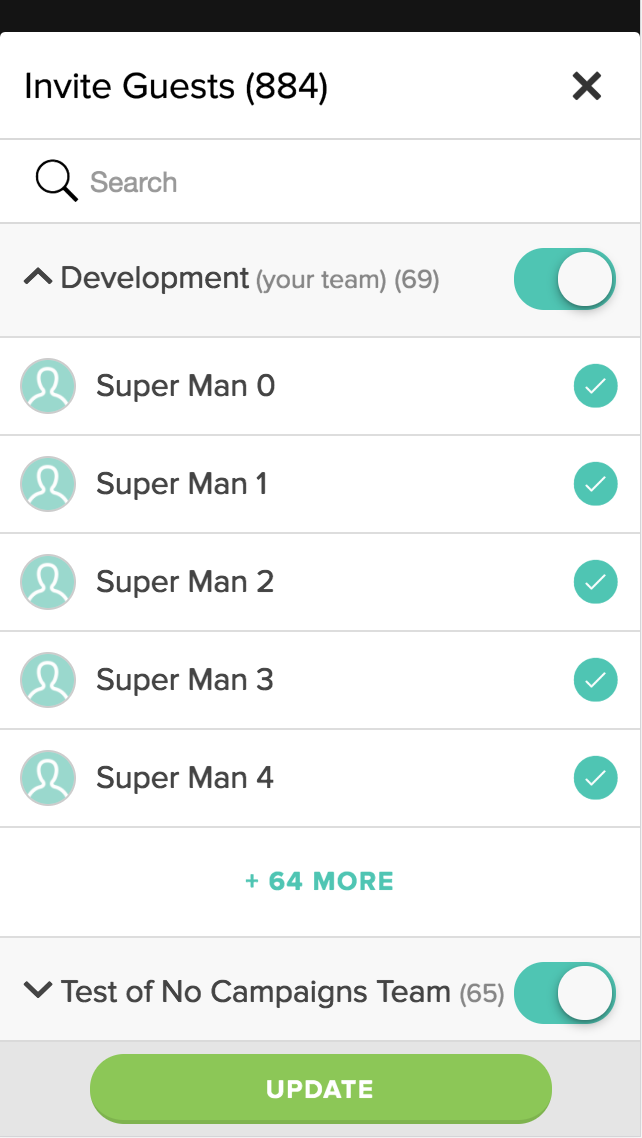 Invite Guests (884)
Search
Development (your team) (69)
Super Man 0
Super Man 1
Super Man 2
Super Man 3
Super Man 4
+ 64 MORE
Test of No Campaigns Team (65)
UPDATE